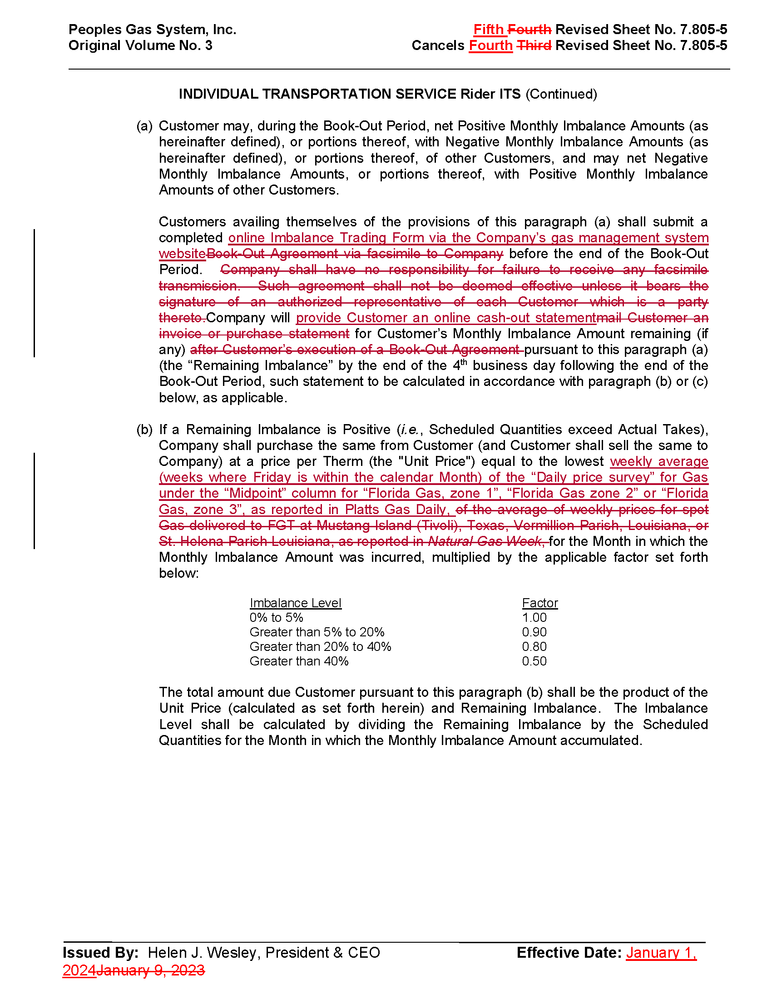 Peoples Gas System, Inc.
Original Volume No. 3
Fifth Fourth Revised Sheet No. 7.805-5
Cancels Fourth Third Revised Sheet No. 7.805-5
INDIVIDUAL TRANSPORTATION SERVICE Rider ITS (Continued)
(a) Customer may, during the Book-Out Period, net Positive Monthly Imbalance Amounts (as
hereinafter defined), or portions thereof, with Negative Monthly Imbalance Amounts (as
hereinafter defined), or portions thereof, of other Customers, and may net Negative
Monthly Imbalance Amounts, or portions thereof, with Positive Monthly Imbalance
Amounts of other Customers.
Customers availing themselves of the provisions of this paragraph (a) shall submit a
completed online Imbalance Trading Form via the Company’s gas management system
websiteBook-Out Agreement via facsimile to Company before the end of the Book-Out
Period. Company shall have no responsibility for failure to receive any facsimile
transmission. Such agreement shall not be deemed effective unless it bears the
signature of an authorized representative of each Customer which is a party
thereto.Company will provide Customer an online cash-out statementmail Customer an
invoice or purchase statement for Customer’s Monthly Imbalance Amount remaining (if
any) after Customer’s execution of a Book-Out Agreement pursuant to this paragraph (a)
(the “Remaining Imbalance” by the end of the 4th business day following the end of the
Book-Out Period, such statement to be calculated in accordance with paragraph (b) or (c)
below, as applicable.
(b) If a Remaining Imbalance is Positive (i.e., Scheduled Quantities exceed Actual Takes),
Company shall purchase the same from Customer (and Customer shall sell the same to
Company) at a price per Therm (the "Unit Price") equal to the lowest weekly average
(weeks where Friday is within the calendar Month) of the “Daily price survey” for Gas
under the “Midpoint” column for “Florida Gas, zone 1”, “Florida Gas zone 2” or “Florida
Gas, zone 3”, as reported in Platts Gas Daily, of the average of weekly prices for spot
Gas delivered to FGT at Mustang Island (Tivoli), Texas, Vermillion Parish, Louisiana, or
St. Helena Parish Louisiana, as reported in Natural Gas Week, for the Month in which the
Monthly Imbalance Amount was incurred, multiplied by the applicable factor set forth
below:
Imbalance Level Factor
0% to 5% 1.00
Greater than 5% to 20% 0.90
Greater than 20% to 40% 0.80
Greater than 40% 0.50
The total amount due Customer pursuant to this paragraph (b) shall be the product of the
Unit Price (calculated as set forth herein) and Remaining Imbalance. The Imbalance
Level shall be calculated by dividing the Remaining Imbalance by the Scheduled
Quantities for the Month in which the Monthly Imbalance Amount accumulated.
Issued By: Helen J. Wesley, President & CEO Effective Date: January 1,
2024January 9, 2023